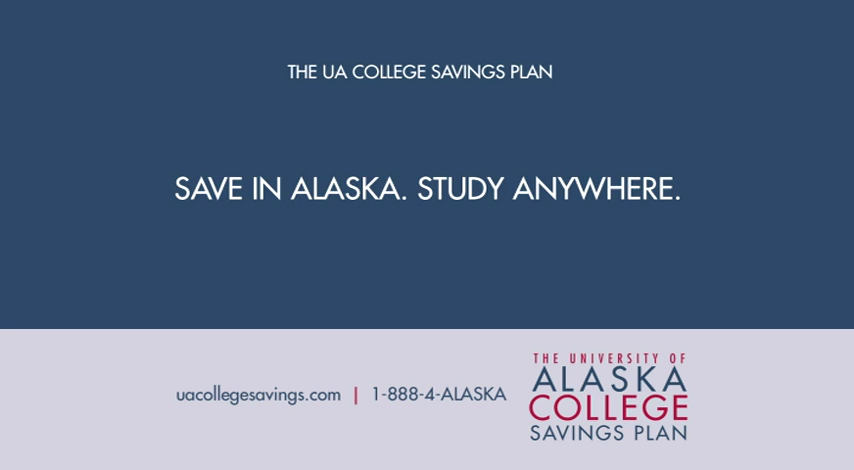 THE UA COLLEGE SAVINGS PLAN
SAVE IN ALASKA. STUDY ANYWHERE.
uacollegesavings.com | 1-888-4-ALASKA
THE UNIVERSITY OF
ALASKA
COLLEGE
SAVINGS PLAN